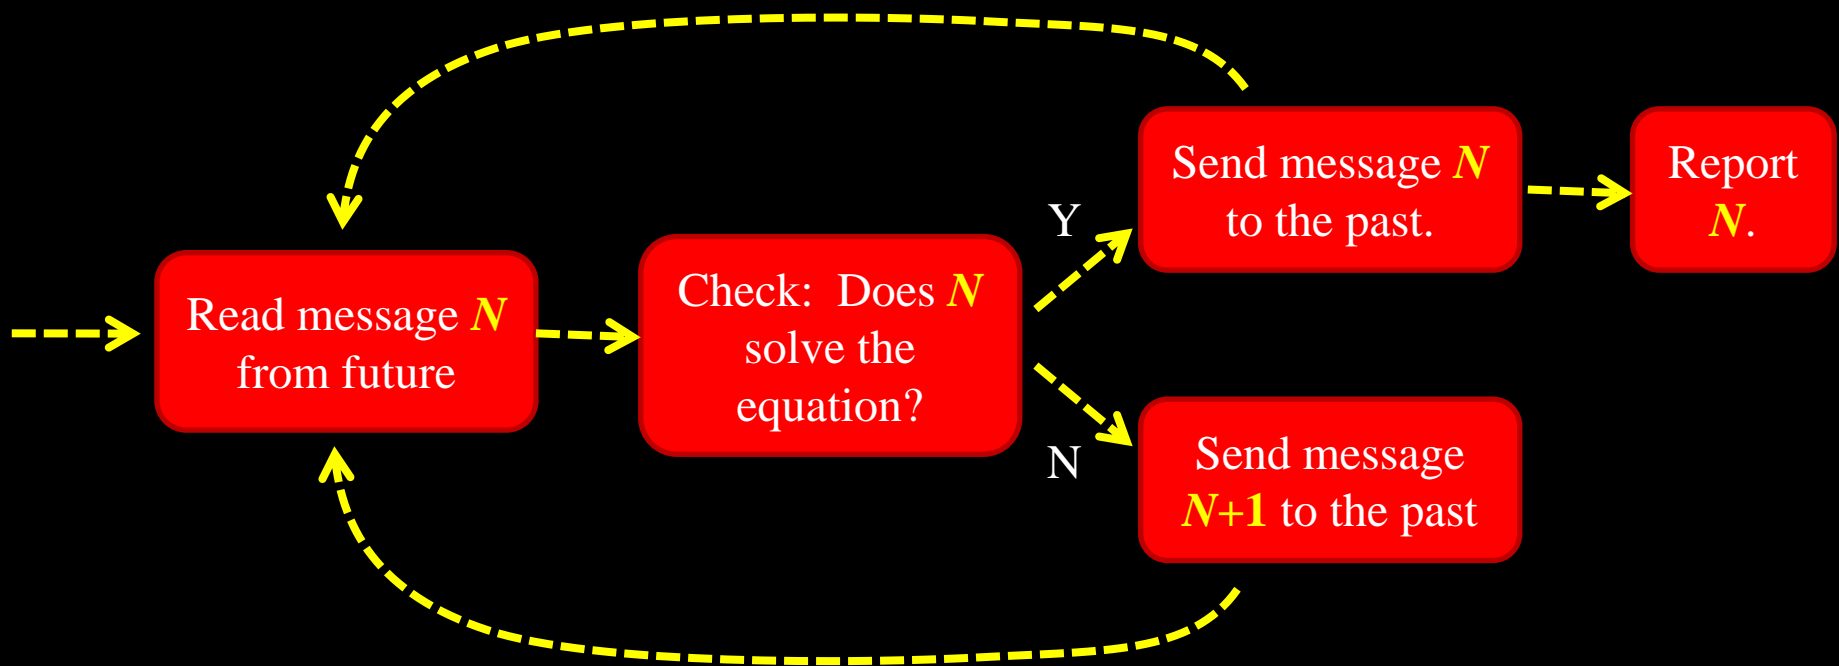 Read message N
from future
Check:  Does N
solve the
equation?
Y
N
Send message N
to the past.
Report
N.
Send message
N+1 to the past